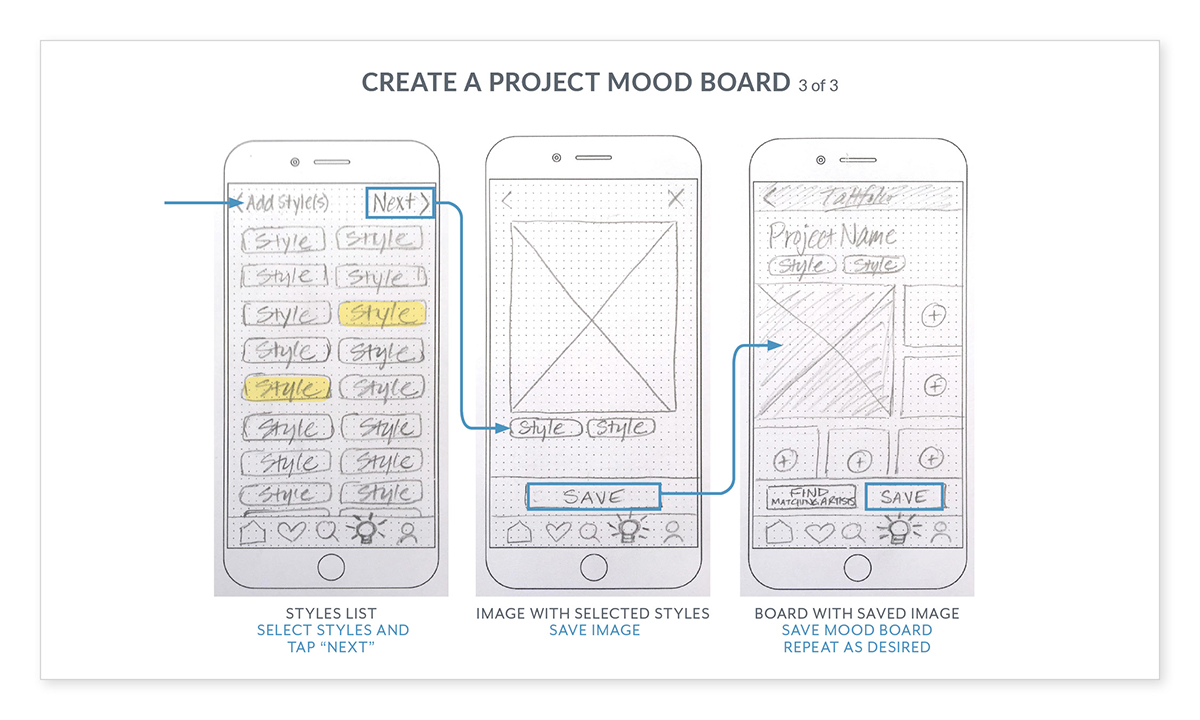 CREATE A PROJECT MOOD BOARD 3 of 3
Add Style(s)
Next
Style Style
Style Style
Style Style
Style Style
Style Style
Style Style
Style Style
Style Style
STYLES LIST
SELECT STYLES AND
TAP “NEXT”
Style Style
SAVE
IMAGE WITH SELECTED STYLES
SAVE IMAGE
Tattfolio
Project Name
Style Style
FIND
MATCHING ARTISTS
SAVE
BOARD WITH SAVED IMAGE
SAVE MOOD BOARD
REPEAT AS DESIRED